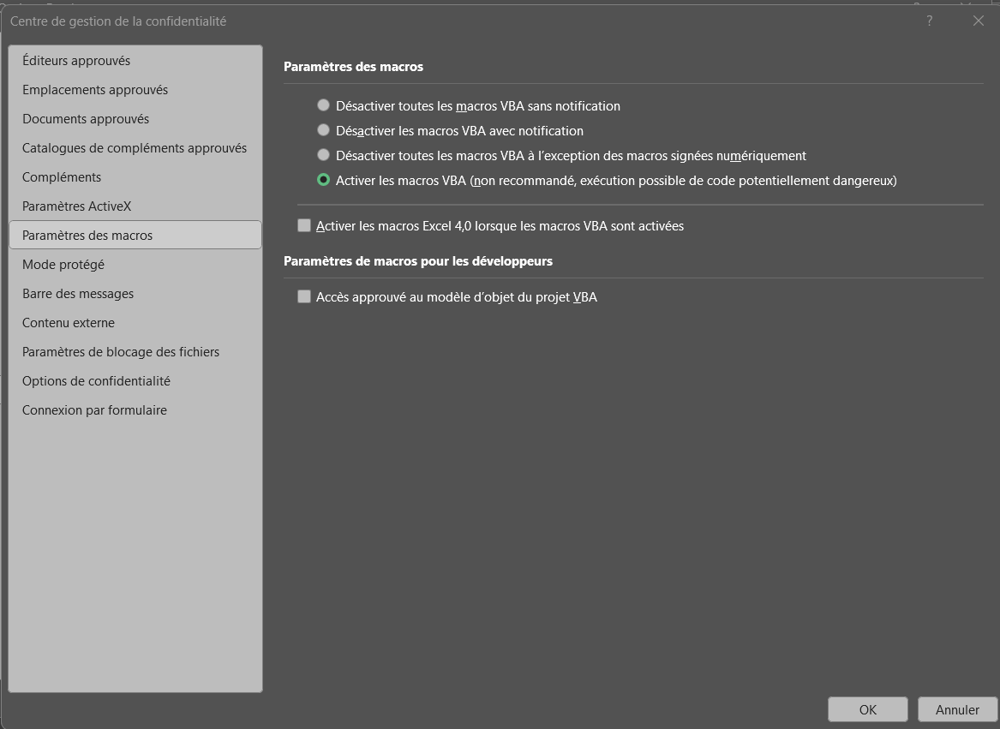 Centre de gestion de la confidentialité
?
Éditeurs approuvés
Emplacements approuvés
Documents approuvés
Catalogues de compléments approuvés
Compléments
Paramètres ActiveX
Paramètres des macros
Mode protégé
Barre des messages
Contenu externe
Paramètres de blocage des fichiers
Options de confidentialité
Connexion par formulaire
Paramètres des macros
Désactiver toutes les macros VBA sans notification
Désactiver les macros VBA avec notification
Désactiver toutes les macros VBA à l’exception des macros signées numériquement
Activer les macros VBA (non recommandé, exécution possible de code potentiellement dangereux)
Activer les macros Excel 4,0 lorsque les macros VBA sont activées
Paramètres de macros pour les développeurs
Accès approuvé au modèle d’objet du projet VBA
OK
Annuler